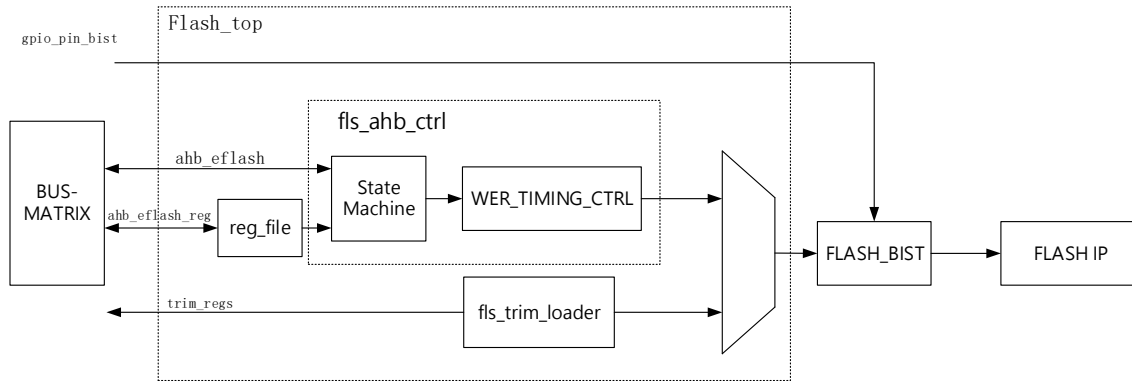 Flash_top
gpio_pin_bist
fls_ahb_ctrl
ahb_eflash
BUS-
MATRIX
State
Machine
WER_TIMING_CTRL
ahb_eflash_reg
reg_file
FLASH_BIST
FLASH IP
trim_regs
fls_trim_loader